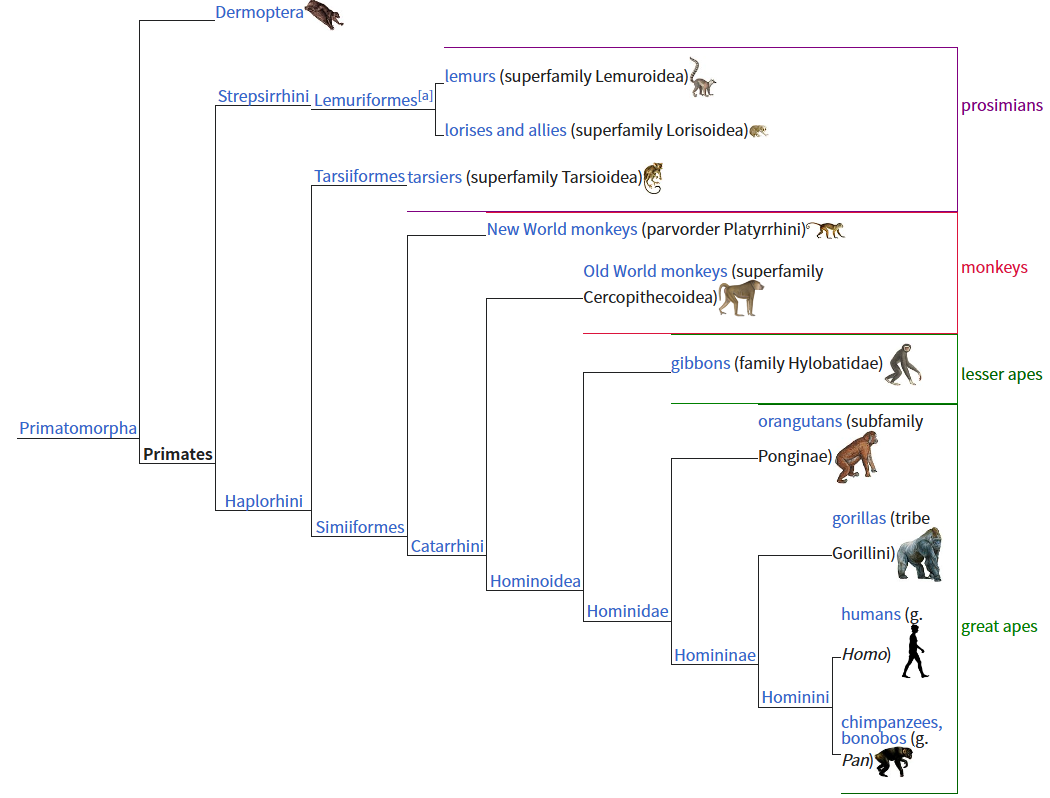 Dermoptera
lemurs (superfamily Lemuroidea)
Strepsirrhini
Lemuriformes[a]
prosimians
lorises and allies (superfamily Lorisoidea)
Tarsiiformes
tarsiers (superfamily Tarsioidea)
New World monkeys (parvorder Platyrrhini)
monkeys
Old World monkeys (superfamily
Cercopithecoidea)
gibbons (family Hylobatidae)
lesser apes
orangutans (subfamily
Ponginae)
Primatomorpha
Primates
Haplorhini
gorillas (tribe
Gorillini)
Simiiformes
Catarrhini
Hominoidea
Hominidae
humans (g.
Homo)
great apes
Homininae
Hominini
chimpanzees,
bonobos (g.
Pan)